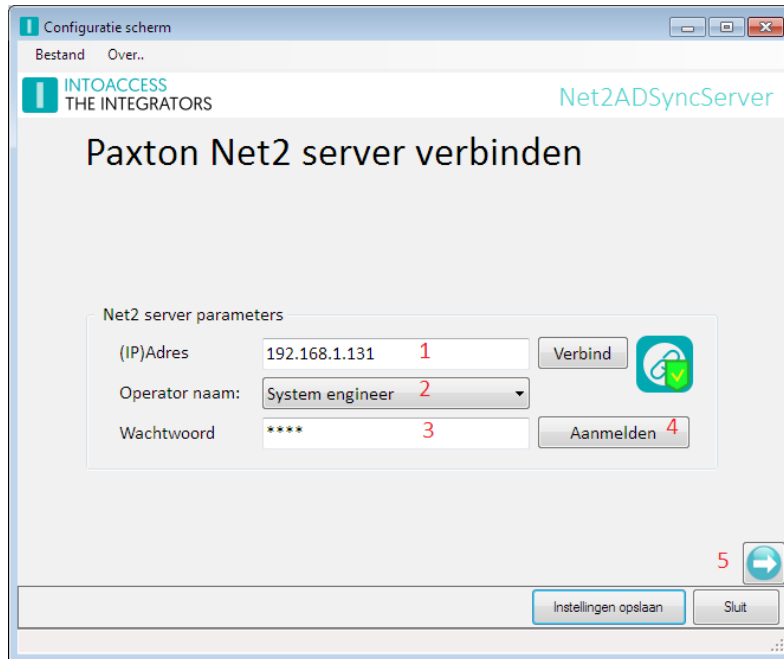 Configuratie scherm
Bestand Over..
INTOACCESS
THE INTEGRATORS
Net2ADSyncServer
Paxton Net2 server verbinden
Net2 server parameters
(IP)Adres 192.168.1.131 1 Verbind
Operator naam: System engineer 2
Wachtwoord **** 3 Aanmelden 4
5
Instellingen opslaan Sluit